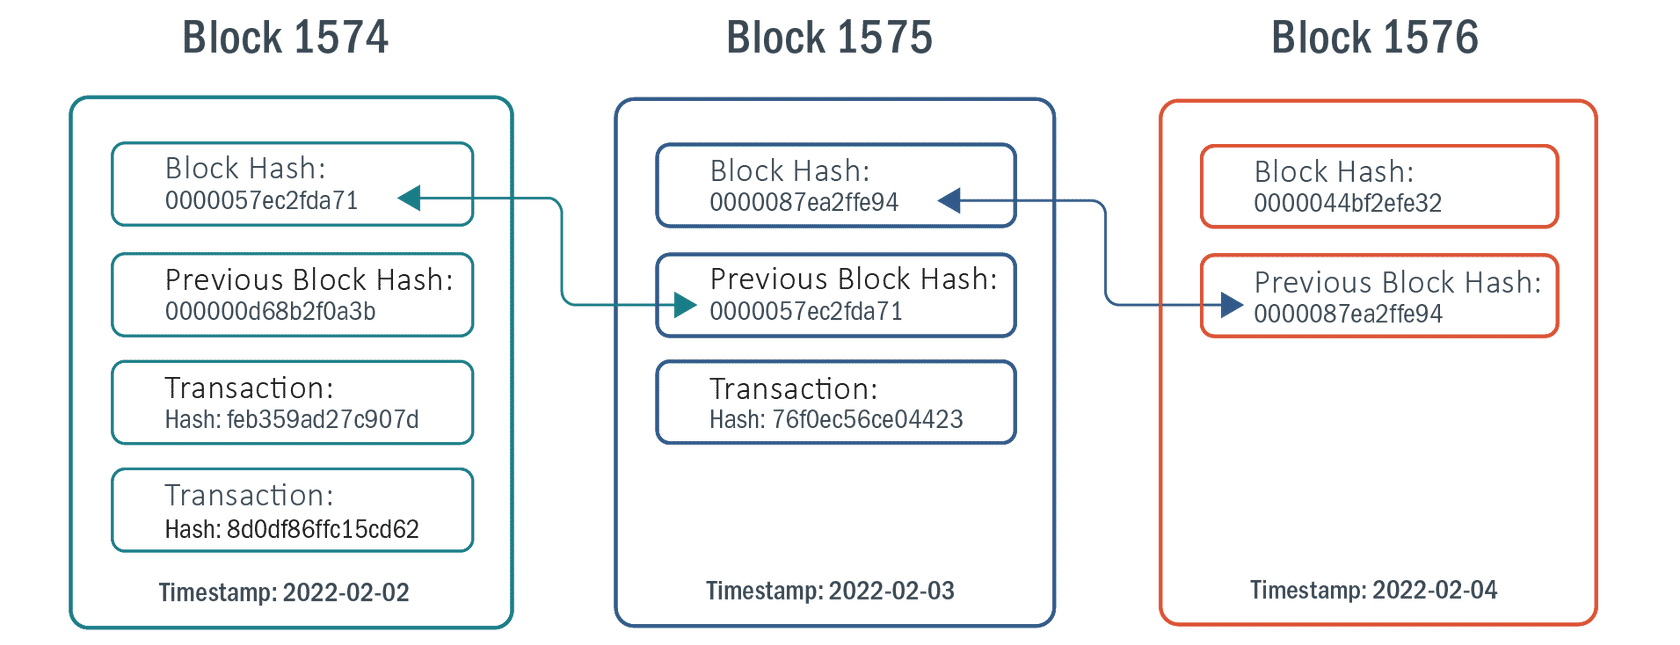 Block 1574
Block Hash:
0000057ec2fda71
Previous Block Hash:
000000d68b2f0a3b
Transaction:
Hash: feb359ad27c907d
Transaction:
Hash: 8d0df86ffc15cd62
Timestamp: 2022-02-02
Block 1575
Block Hash:
0000087ea2ffe94
Previous Block Hash:
0000057ec2fda71
Transaction:
Hash: 76f0ec56ce04423
Timestamp: 2022-02-03
Block 1576
Block Hash:
0000044bf2efe32
Previous Block Hash:
0000087ea2ffe94
Timestamp: 2022-02-04